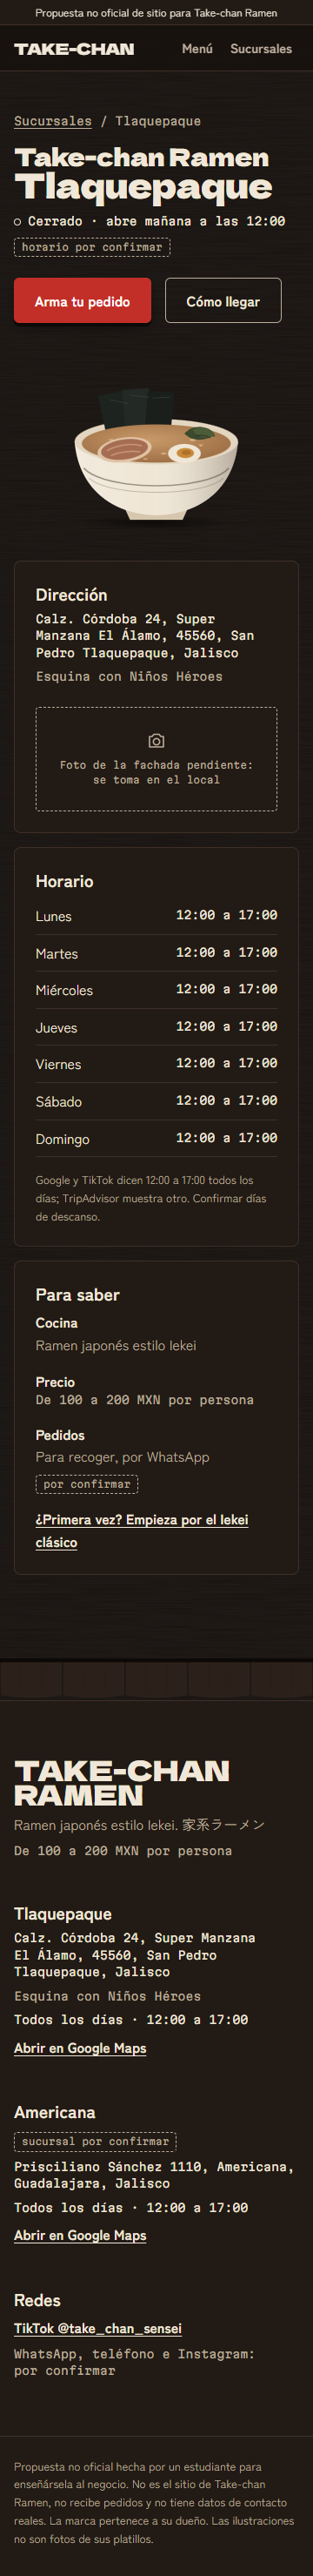 Propuesta no oficial de sitio para Take-chan Ramen
TAKE-CHAN
Menú
Sucursales
Sucursales / Tlaquepaque
Take-chan Ramen
Tlaquepaque
Cerrado · abre mañana a las 12:00
horario por confirmar
Arma tu pedido
Cómo llegar
Dirección
Calz. Córdoba 24, Super
Manzana El Álamo, 45560, San
Pedro Tlaquepaque, Jalisco
Esquina con Niños Héroes
Foto de la fachada pendiente:
se toma en el local
Horario
Lunes 12:00 a 17:00
Martes 12:00 a 17:00
Miércoles 12:00 a 17:00
Jueves 12:00 a 17:00
Viernes 12:00 a 17:00
Sábado 12:00 a 17:00
Domingo 12:00 a 17:00
Google y TikTok dicen 12:00 a 17:00 todos los
días; TripAdvisor muestra otro. Confirmar días
de descanso.
Para saber
Cocina
Ramen japonés estilo Iekei
Precio
De 100 a 200 MXN por persona
Pedidos
Para recoger, por WhatsApp
por confirmar
¿Primera vez? Empieza por el Iekei
clásico
TAKE-CHAN
RAMEN
Ramen japonés estilo Iekei. 家系ラーメン
De 100 a 200 MXN por persona
Tlaquepaque
Calz. Córdoba 24, Super Manzana
El Álamo, 45560, San Pedro
Tlaquepaque, Jalisco
Esquina con Niños Héroes
Todos los días · 12:00 a 17:00
Abrir en Google Maps
Americana
sucursal por confirmar
Prisciliano Sánchez 1110, Americana,
Guadalajara, Jalisco
Todos los días · 12:00 a 17:00
Abrir en Google Maps
Redes
TikTok @take_chan_sensei
WhatsApp, teléfono e Instagram:
por confirmar
Propuesta no oficial hecha por un estudiante para
enseñársela al negocio. No es el sitio de Take-chan
Ramen, no recibe pedidos y no tiene datos de contacto
reales. La marca pertenece a su dueño. Las ilustraciones
no son fotos de sus platillos.